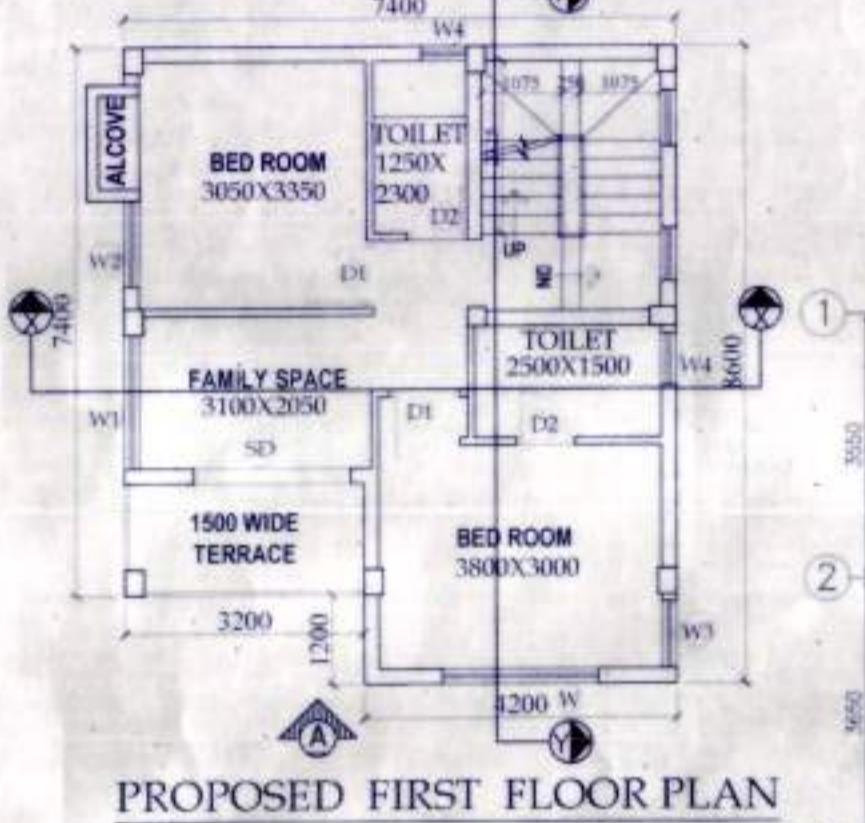 7400
W4
1075 250 1075
ALCOVE
TOILET
1250X
2300
BED ROOM
3050X3350
D2
UP
W2
D1
7400
X
X
1
TOILET
2500X1500
W4
8600
FAMILY SPACE
3100X2050
W1
D1
D2
SD
3550
1500 WIDE
TERRACE
BED ROOM
3800X3000
2
3200
1200
W3
4200 W
A
Y
3650
PROPOSED FIRST FLOOR PLAN